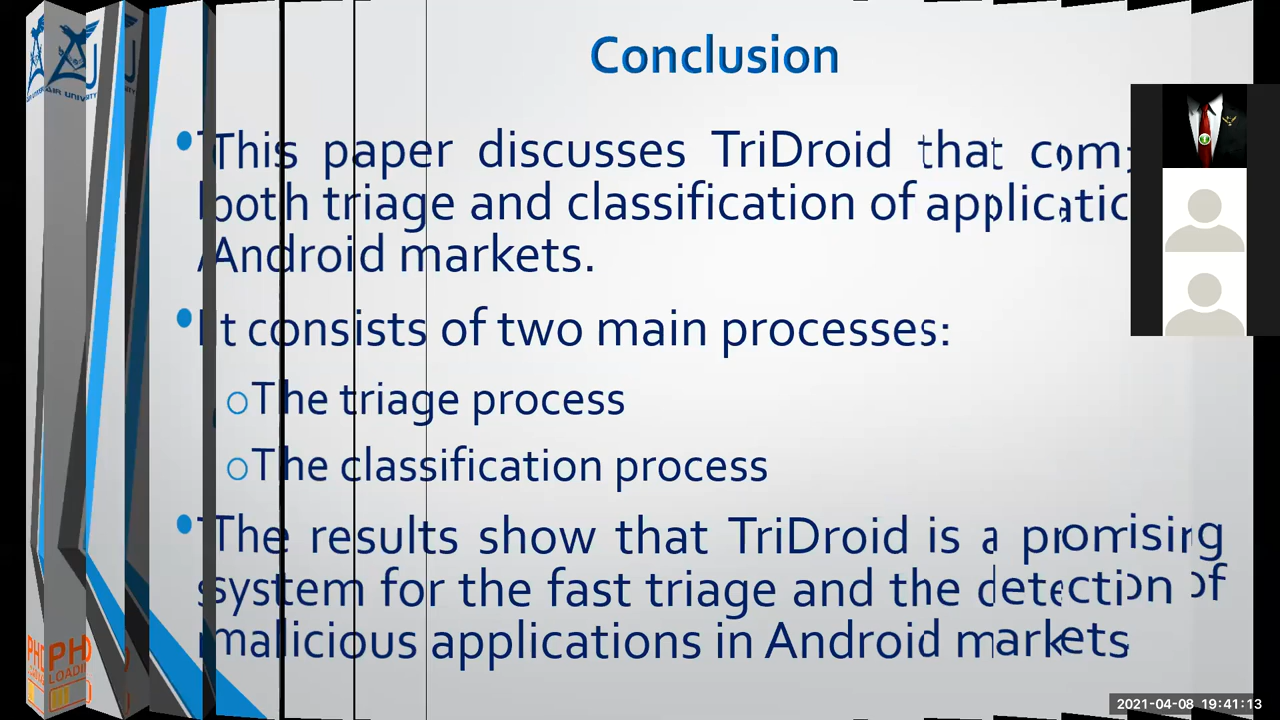 Conclusion
• This paper discusses TriDroid that
both triage and classification of
Android markets.
• It consists of two main processes:
o The triage process
o The classification process
• The results show that TriDroid is a promising
system for the fast triage and the detection of
malicious applications in Android markets
2021-04-08 19:41:13